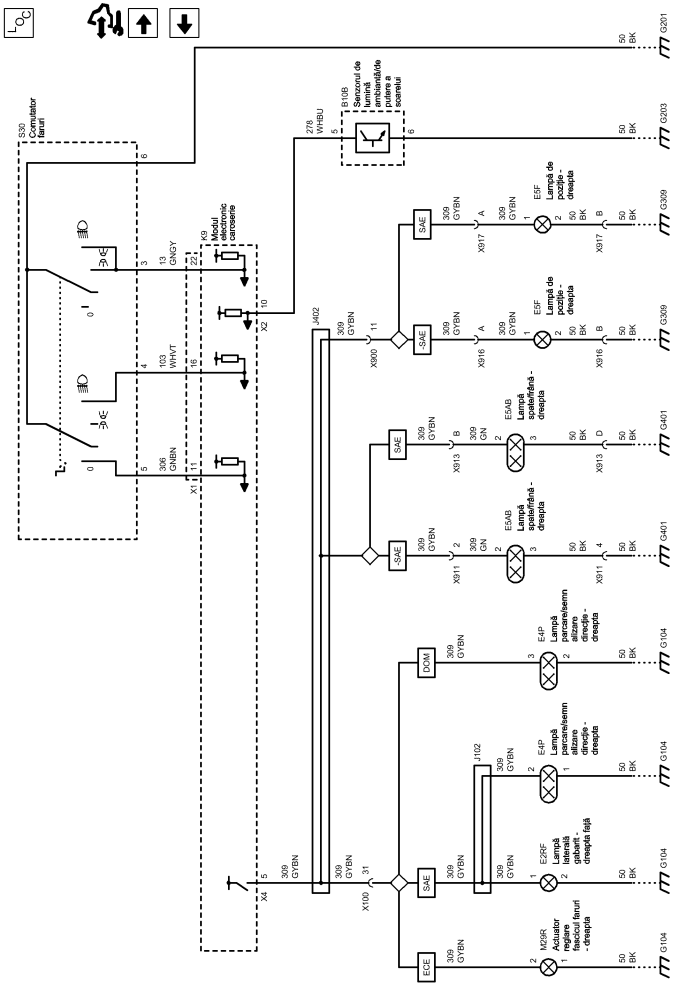 LOC
S30
Comutator
faruri
0
0
5
4
3
6
306
GNBN
103
WHVT
13
GNGY
X1
11
16
22
K9
Modul
electronic
caroserie
X4
5
X2
10
278
WHBU
5
B10B
Senzorul de
lumină
ambiantă/de
putere a
soarelui
6
309
GYBN
J402
309
GYBN
X100
31
309
GYBN
X900
11
ECE
SAE
DOM
-SAE
SAE
-SAE
SAE
J102
309
GYBN
2
M29R
Actuator
reglare
fascicul faruri
- dreapta
1
309
GYBN
1
E2RF
Lampă
laterală
gabarit -
dreapta față
2
309
GYBN
2
E4P
Lampă
parcare/semn
alizare
direcție -
dreapta
1
309
GYBN
3
E4P
Lampă
parcare/semn
alizare
direcție -
dreapta
2
309
GYBN
X911
2
309
GN
2
E5AB
Lampă
spate/frână -
dreapta
3
50
BK
X911
4
309
GYBN
X913
B
309
GN
2
E5AB
Lampă
spate/frână -
dreapta
3
50
BK
X913
D
309
GYBN
X916
A
309
GYBN
1
E5F
Lampă de
poziție -
dreapta
2
50
BK
X916
B
309
GYBN
X917
A
309
GYBN
1
E5F
Lampă de
poziție -
dreapta
2
50
BK
X917
B
50
BK
G104
50
BK
G104
50
BK
G104
50
BK
G104
50
BK
G401
50
BK
G401
50
BK
G309
50
BK
G309
50
BK
G203
50
BK
G201